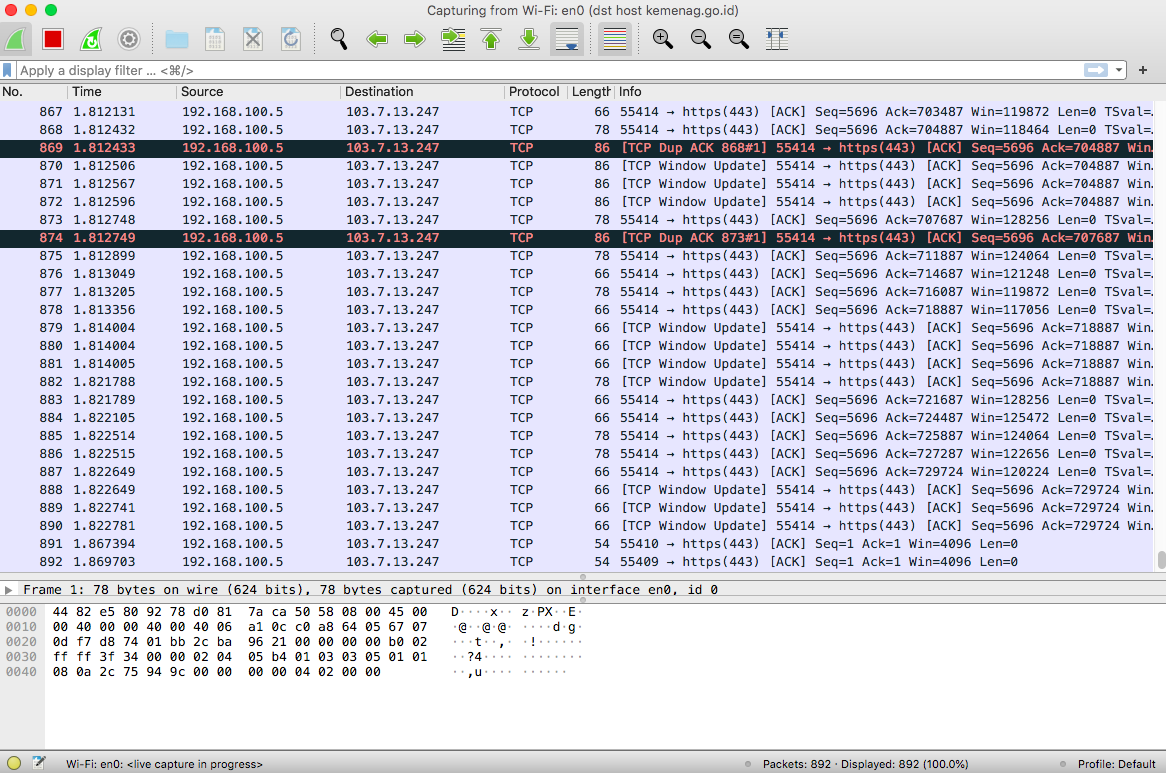 Capturing from Wi-Fi: en0 (dst host kemenag.go.id)
Apply a display filter ... <⌘/>
No. Time Source Destination Protocol Length Info
867 1.812131 192.168.100.5 103.7.13.247 TCP 66 55414 → https(443) [ACK] Seq=5696 Ack=703487 Win=119872 Len=0 TSval=…
868 1.812432 192.168.100.5 103.7.13.247 TCP 78 55414 → https(443) [ACK] Seq=5696 Ack=704887 Win=118464 Len=0 TSval=…
869 1.812433 192.168.100.5 103.7.13.247 TCP 86 [TCP Dup ACK 868#1] 55414 → https(443) [ACK] Seq=5696 Ack=704887 Win…
870 1.812506 192.168.100.5 103.7.13.247 TCP 86 [TCP Window Update] 55414 → https(443) [ACK] Seq=5696 Ack=704887 Win…
871 1.812567 192.168.100.5 103.7.13.247 TCP 86 [TCP Window Update] 55414 → https(443) [ACK] Seq=5696 Ack=704887 Win…
872 1.812596 192.168.100.5 103.7.13.247 TCP 86 [TCP Window Update] 55414 → https(443) [ACK] Seq=5696 Ack=704887 Win…
873 1.812748 192.168.100.5 103.7.13.247 TCP 78 55414 → https(443) [ACK] Seq=5696 Ack=707687 Win=128256 Len=0 TSval=…
874 1.812749 192.168.100.5 103.7.13.247 TCP 86 [TCP Dup ACK 873#1] 55414 → https(443) [ACK] Seq=5696 Ack=707687 Win…
875 1.812899 192.168.100.5 103.7.13.247 TCP 78 55414 → https(443) [ACK] Seq=5696 Ack=711887 Win=124064 Len=0 TSval=…
876 1.813049 192.168.100.5 103.7.13.247 TCP 66 55414 → https(443) [ACK] Seq=5696 Ack=714687 Win=121248 Len=0 TSval=…
877 1.813205 192.168.100.5 103.7.13.247 TCP 78 55414 → https(443) [ACK] Seq=5696 Ack=716087 Win=119872 Len=0 TSval=…
878 1.813356 192.168.100.5 103.7.13.247 TCP 66 55414 → https(443) [ACK] Seq=5696 Ack=718887 Win=117056 Len=0 TSval=…
879 1.814004 192.168.100.5 103.7.13.247 TCP 66 [TCP Window Update] 55414 → https(443) [ACK] Seq=5696 Ack=718887 Win…
880 1.814004 192.168.100.5 103.7.13.247 TCP 66 [TCP Window Update] 55414 → https(443) [ACK] Seq=5696 Ack=718887 Win…
881 1.814005 192.168.100.5 103.7.13.247 TCP 66 [TCP Window Update] 55414 → https(443) [ACK] Seq=5696 Ack=718887 Win…
882 1.821788 192.168.100.5 103.7.13.247 TCP 78 [TCP Window Update] 55414 → https(443) [ACK] Seq=5696 Ack=718887 Win…
883 1.821789 192.168.100.5 103.7.13.247 TCP 66 55414 → https(443) [ACK] Seq=5696 Ack=721687 Win=128256 Len=0 TSval=…
884 1.822105 192.168.100.5 103.7.13.247 TCP 66 55414 → https(443) [ACK] Seq=5696 Ack=724487 Win=125472 Len=0 TSval=…
885 1.822514 192.168.100.5 103.7.13.247 TCP 78 55414 → https(443) [ACK] Seq=5696 Ack=725887 Win=124064 Len=0 TSval=…
886 1.822515 192.168.100.5 103.7.13.247 TCP 78 55414 → https(443) [ACK] Seq=5696 Ack=727287 Win=122656 Len=0 TSval=…
887 1.822649 192.168.100.5 103.7.13.247 TCP 66 55414 → https(443) [ACK] Seq=5696 Ack=729724 Win=120224 Len=0 TSval=…
888 1.822649 192.168.100.5 103.7.13.247 TCP 66 [TCP Window Update] 55414 → https(443) [ACK] Seq=5696 Ack=729724 Win…
889 1.822741 192.168.100.5 103.7.13.247 TCP 66 [TCP Window Update] 55414 → https(443) [ACK] Seq=5696 Ack=729724 Win…
890 1.822781 192.168.100.5 103.7.13.247 TCP 66 [TCP Window Update] 55414 → https(443) [ACK] Seq=5696 Ack=729724 Win…
891 1.867394 192.168.100.5 103.7.13.247 TCP 54 55410 → https(443) [ACK] Seq=1 Ack=1 Win=4096 Len=0
892 1.869703 192.168.100.5 103.7.13.247 TCP 54 55409 → https(443) [ACK] Seq=1 Ack=1 Win=4096 Len=0
Frame 1: 78 bytes on wire (624 bits), 78 bytes captured (624 bits) on interface en0, id 0
0000 44 82 e5 80 92 78 d0 81 7a ca 50 58 08 00 45 00 D····x·· z·PX··E·
0010 00 40 00 00 40 00 40 06 a1 0c c0 a8 64 05 67 07 ·@··@·@· ····d·g·
0020 0d f7 d8 74 01 bb 2c ba 96 21 00 00 00 00 b0 02 ···t··,· ·!······
0030 ff ff 3f 34 00 00 02 04 05 b4 01 03 03 05 01 01 ··?4···· ········
0040 08 0a 2c 75 94 9c 00 00 00 00 04 02 00 00 ··,u···· ······
Wi-Fi: en0: <live capture in progress> Packets: 892 · Displayed: 892 (100.0%) Profile: Default